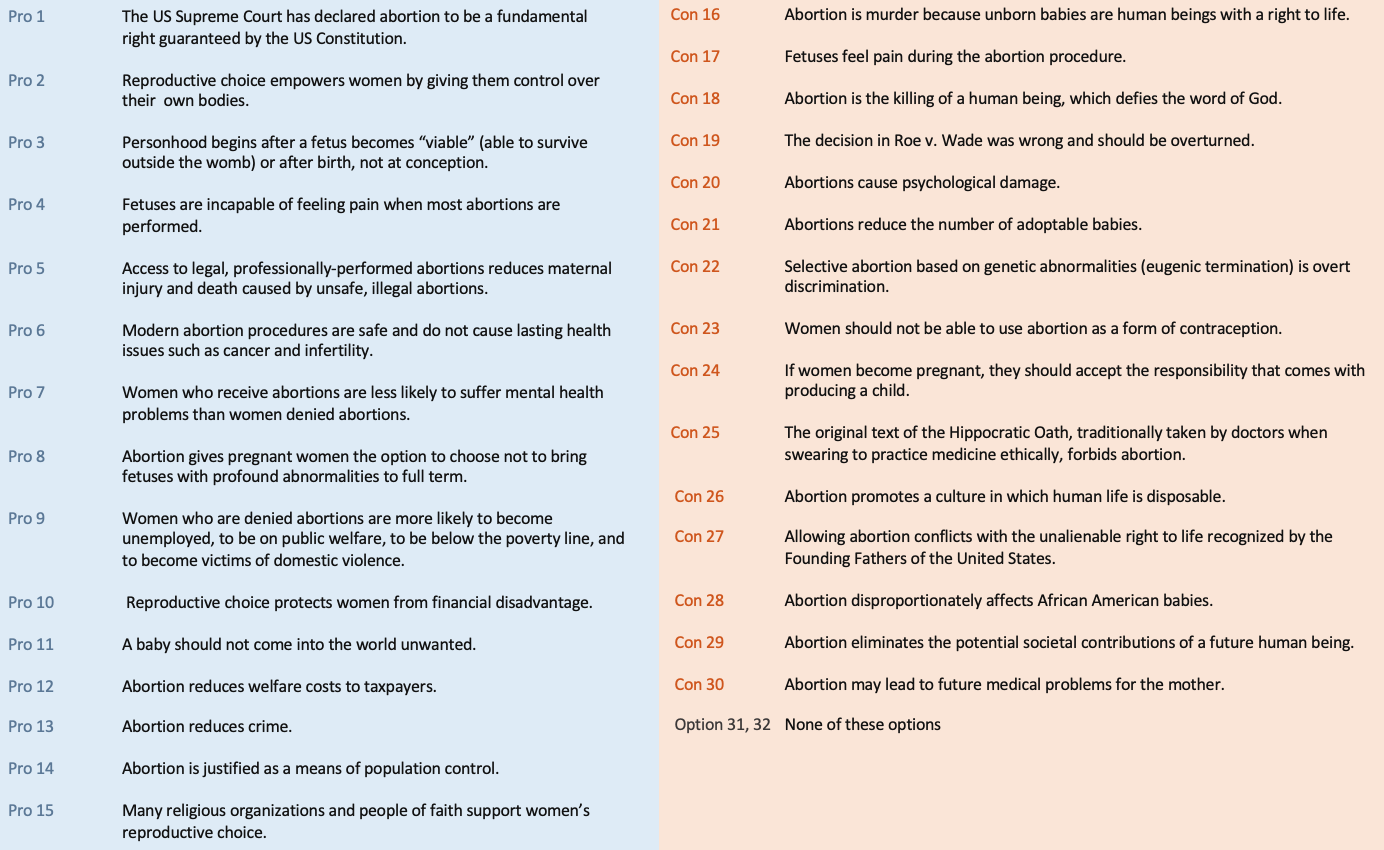 Pro 1 The US Supreme Court has declared abortion to be a fundamental
right guaranteed by the US Constitution.
Pro 2 Reproductive choice empowers women by giving them control over
their own bodies.
Pro 3 Personhood begins after a fetus becomes “viable” (able to survive
outside the womb) or after birth, not at conception.
Pro 4 Fetuses are incapable of feeling pain when most abortions are
performed.
Pro 5 Access to legal, professionally-performed abortions reduces maternal
injury and death caused by unsafe, illegal abortions.
Pro 6 Modern abortion procedures are safe and do not cause lasting health
issues such as cancer and infertility.
Pro 7 Women who receive abortions are less likely to suffer mental health
problems than women denied abortions.
Pro 8 Abortion gives pregnant women the option to choose not to bring
fetuses with profound abnormalities to full term.
Pro 9 Women who are denied abortions are more likely to become
unemployed, to be on public welfare, to be below the poverty line, and
to become victims of domestic violence.
Pro 10 Reproductive choice protects women from financial disadvantage.
Pro 11 A baby should not come into the world unwanted.
Pro 12 Abortion reduces welfare costs to taxpayers.
Pro 13 Abortion reduces crime.
Pro 14 Abortion is justified as a means of population control.
Pro 15 Many religious organizations and people of faith support women’s
reproductive choice.
Con 16 Abortion is murder because unborn babies are human beings with a right to life.
Con 17 Fetuses feel pain during the abortion procedure.
Con 18 Abortion is the killing of a human being, which defies the word of God.
Con 19 The decision in Roe v. Wade was wrong and should be overturned.
Con 20 Abortions cause psychological damage.
Con 21 Abortions reduce the number of adoptable babies.
Con 22 Selective abortion based on genetic abnormalities (eugenic termination) is overt
discrimination.
Con 23 Women should not be able to use abortion as a form of contraception.
Con 24 If women become pregnant, they should accept the responsibility that comes with
producing a child.
Con 25 The original text of the Hippocratic Oath, traditionally taken by doctors when
swearing to practice medicine ethically, forbids abortion.
Con 26 Abortion promotes a culture in which human life is disposable.
Con 27 Allowing abortion conflicts with the unalienable right to life recognized by the
Founding Fathers of the United States.
Con 28 Abortion disproportionately affects African American babies.
Con 29 Abortion eliminates the potential societal contributions of a future human being.
Con 30 Abortion may lead to future medical problems for the mother.
Option 31, 32 None of these options